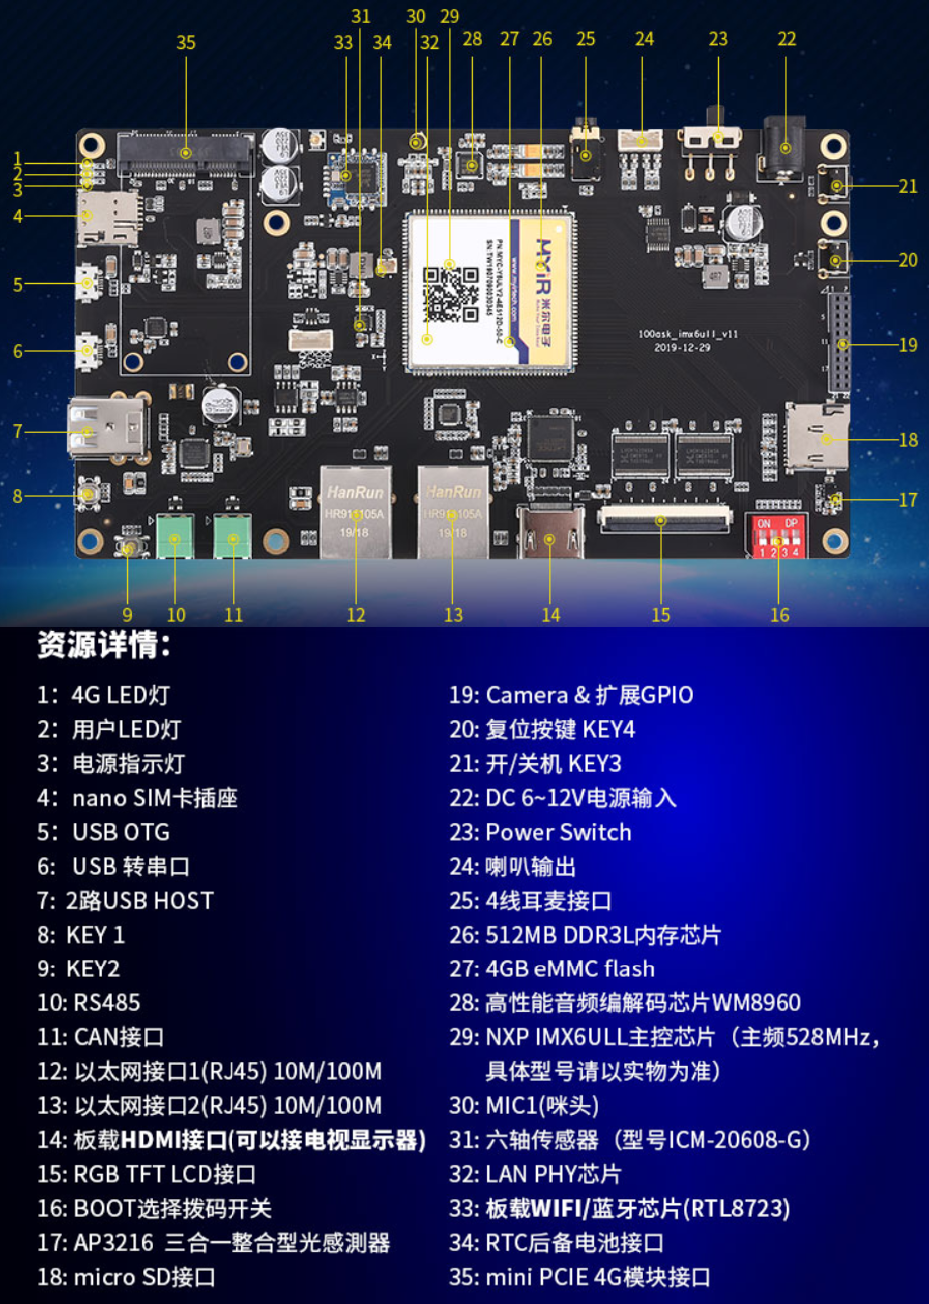 31
30
29
35
33
34
32
28
27
26
25
24
23
22
1
2
3
4
5
6
7
8
21
20
19
18
17
MYiR 米尔电子
www.myirtech.com
PN:MYC-Y6ULY2-4E512D-50-C
100ask_imx6ull_v11
2019-12-29
4R7
HanRun
HR911105A
19/18
HanRun
HR911105A
19/18
ON DP
1 2 3 4
9
10
11
12
13
14
15
16
资源详情：
1：4G LED灯
2：用户LED灯
3：电源指示灯
4：nano SIM卡插座
5：USB OTG
6: USB 转串口
7: 2路USB HOST
8: KEY 1
9: KEY2
10: RS485
11: CAN接口
12: 以太网接口1(RJ45) 10M/100M
13: 以太网接口2(RJ45) 10M/100M
14: 板载HDMI接口(可以接电视显示器)
15: RGB TFT LCD接口
16: BOOT选择拨码开关
17: AP3216 三合一整合型光感測器
18: micro SD接口
19: Camera & 扩展GPIO
20: 复位按键 KEY4
21: 开/关机 KEY3
22: DC 6~12V电源输入
23: Power Switch
24: 喇叭输出
25: 4线耳麦接口
26: 512MB DDR3L内存芯片
27: 4GB eMMC flash
28: 高性能音频编解码芯片WM8960
29: NXP IMX6ULL主控芯片（主频528MHz，
具体型号请以实物为准）
30: MIC1(咪头)
31: 六轴传感器（型号ICM-20608-G）
32: LAN PHY芯片
33: 板载WIFI/蓝牙芯片(RTL8723)
34: RTC后备电池接口
35: mini PCIE 4G模块接口